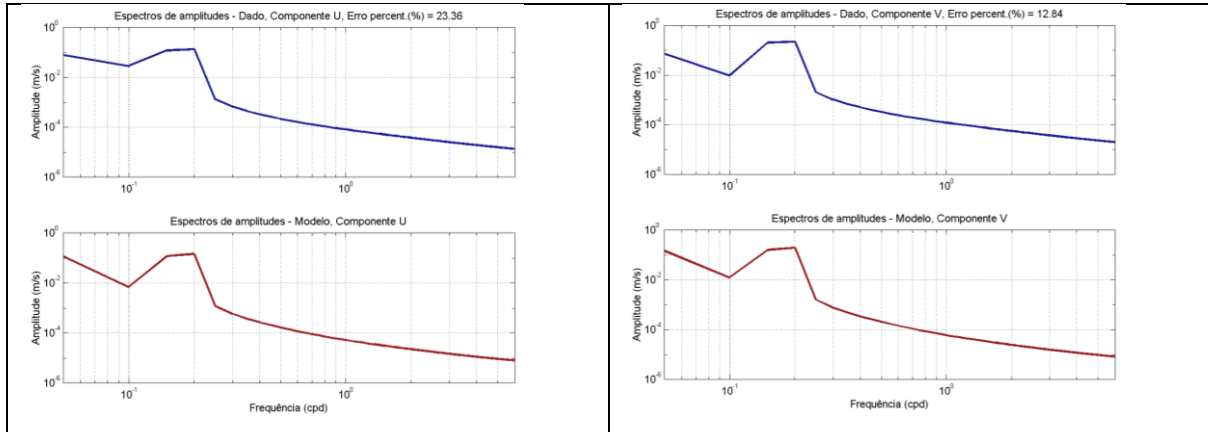 Espectros de amplitudes - Dado, Componente U, Erro percent.(%) = 23.36
10^0
10^-2
10^-4
10^-6
Amplitude (m/s)
10^-1
10^0
Espectros de amplitudes - Modelo, Componente U
10^0
10^-2
10^-4
10^-6
Amplitude (m/s)
10^-1
10^0
Frequência (cpd)
Espectros de amplitudes - Dado, Componente V, Erro percent.(%) = 12.84
10^0
10^-2
10^-4
10^-6
Amplitude (m/s)
10^-1
10^0
Espectros de amplitudes - Modelo, Componente V
10^0
10^-2
10^-4
10^-6
Amplitude (m/s)
10^-1
10^0
Frequência (cpd)